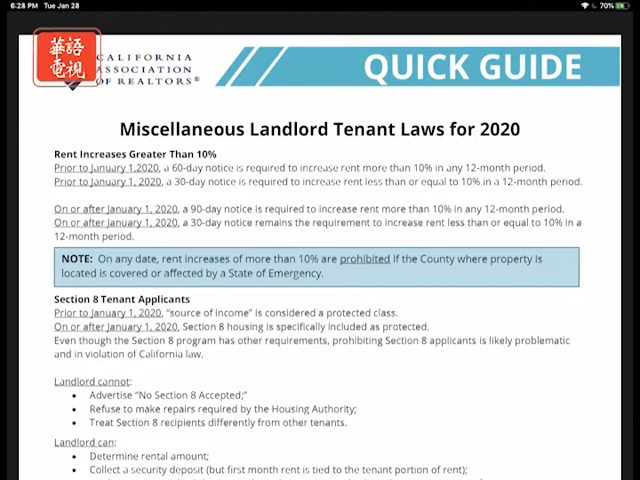 6:28 PM Tue Jan 28
70%
華語
電視
CALIFORNIA
ASSOCIATION
OF REALTORS®
QUICK GUIDE
Miscellaneous Landlord Tenant Laws for 2020
Rent Increases Greater Than 10%
Prior to January 1,2020, a 60-day notice is required to increase rent more than 10% in any 12-month period.
Prior to January 1, 2020, a 30-day notice is required to increase rent less than or equal to 10% in a 12-month period.
On or after January 1, 2020, a 90-day notice is required to increase rent more than 10% in any 12-month period.
On or after January 1, 2020, a 30-day notice remains the requirement to increase rent less than or equal to 10% in a
12-month period.
NOTE: On any date, rent increases of more than 10% are prohibited if the County where property is
located is covered or affected by a State of Emergency.
Section 8 Tenant Applicants
Prior to January 1, 2020, "source of income" is considered a protected class.
On or after January 1, 2020, Section 8 housing is specifically included as protected.
Even though the Section 8 program has other requirements, prohibiting Section 8 applicants is likely problematic
and in violation of California law.
Landlord cannot:
• Advertise "No Section 8 Accepted;"
• Refuse to make repairs required by the Housing Authority;
• Treat Section 8 recipients differently from other tenants.
Landlord can:
• Determine rental amount;
• Collect a security deposit (but first month rent is tied to the tenant portion of rent);